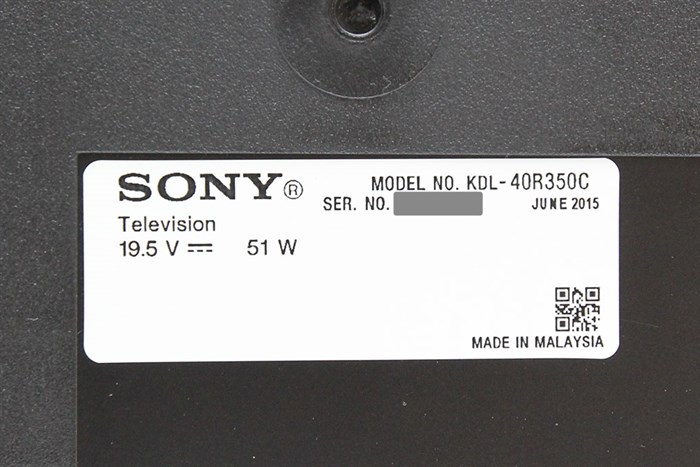 SONY® MODEL NO. KDL-40R350C
SER. NO. JUNE 2015
Television
19.5 V ⎓ 51 W
MADE IN MALAYSIA